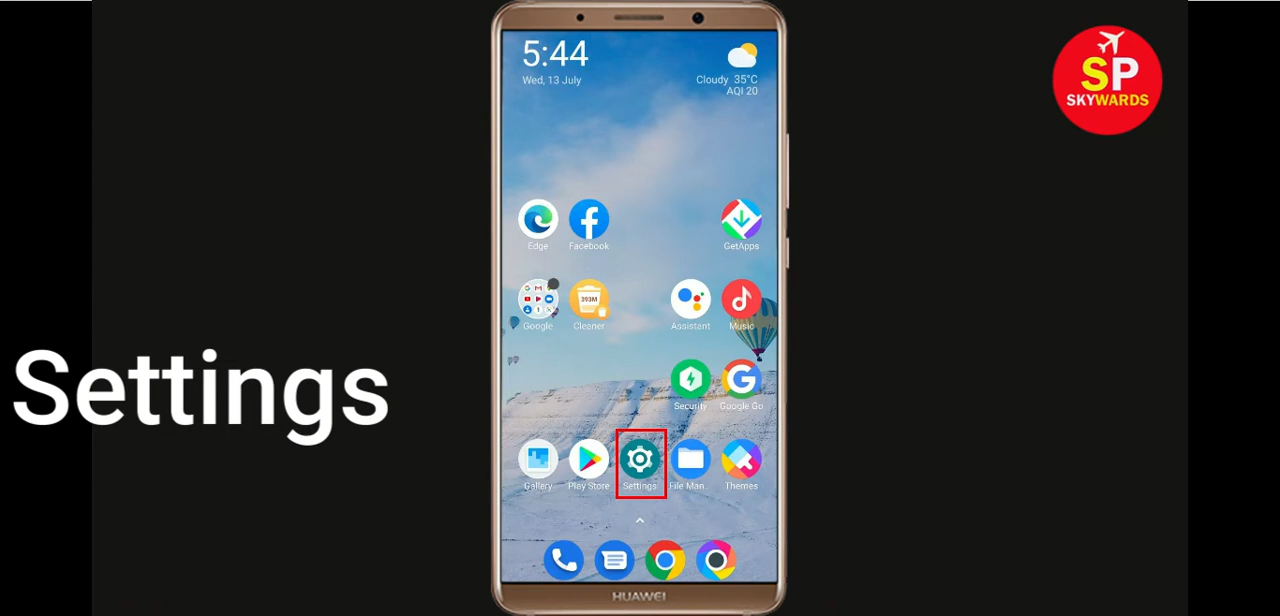 5:44
Wed, 13 July
Cloudy 35°C
AQI 20
SP
SKYWARDS
Edge
Facebook
GetApps
393M
Google
Cleaner
Assistant
Music
Security
Google Go
Settings
Gallery
Play Store
Settings
File Man..
Themes
HUAWEI